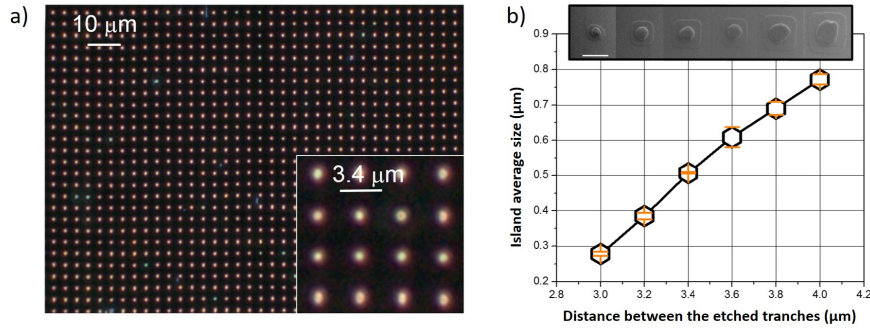 a)
10 μm
3.4 μm
b)
Island average size (μm)
0.9
0.8
0.7
0.6
0.5
0.4
0.3
0.2
2.8 3.0 3.2 3.4 3.6 3.8 4.0 4.2
Distance between the etched tranches (μm)